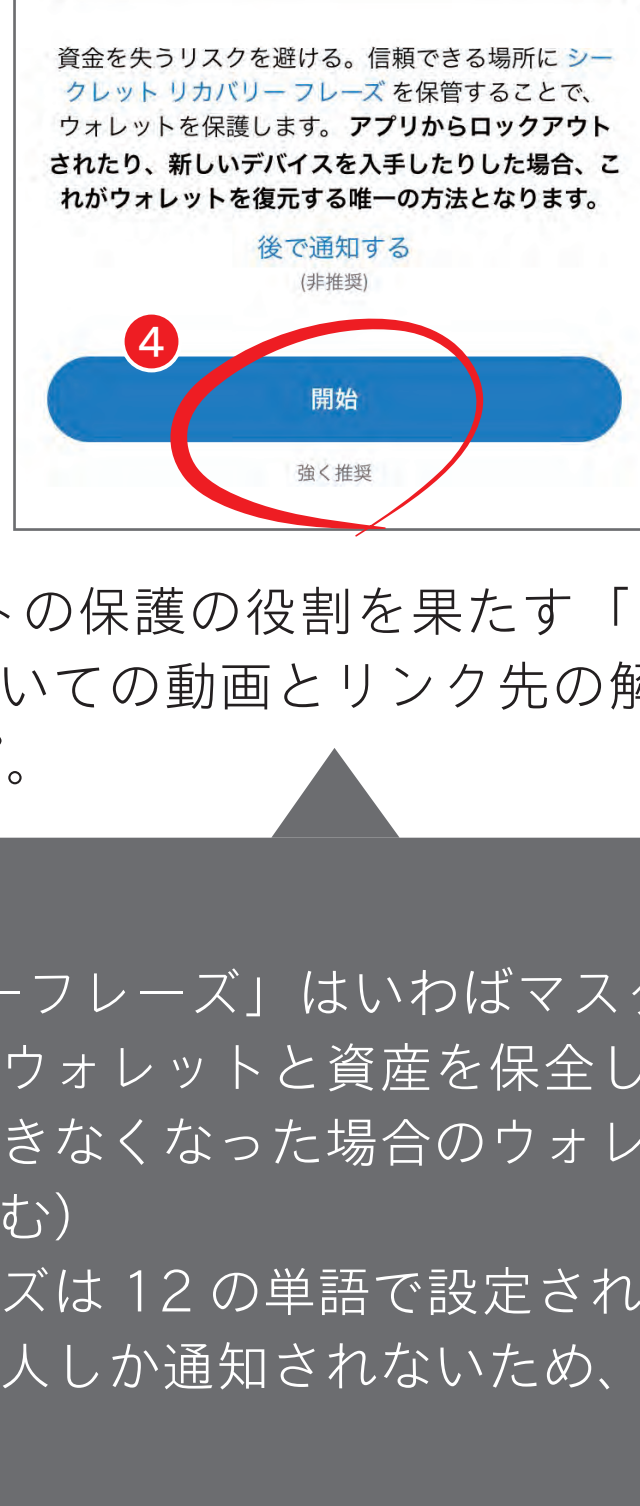 資金を失うリスクを避ける。信頼できる場所に シー
クレット リカバリー フレーズ を保管することで、
ウォレットを保護します。 アプリからロックアウト
されたり、新しいデバイスを入手したりした場合、こ
れがウォレットを復元する唯一の方法となります。
後で通知する
(非推奨)
4
開始
強く推奨
トの保護の役割を果たす「
いての動画とリンク先の解
。
ーフレーズ」はいわばマスタ
ウォレットと資産を保全し
きなくなった場合のウォレ
む）
ズは 12 の単語で設定され
人しか通知されないため、